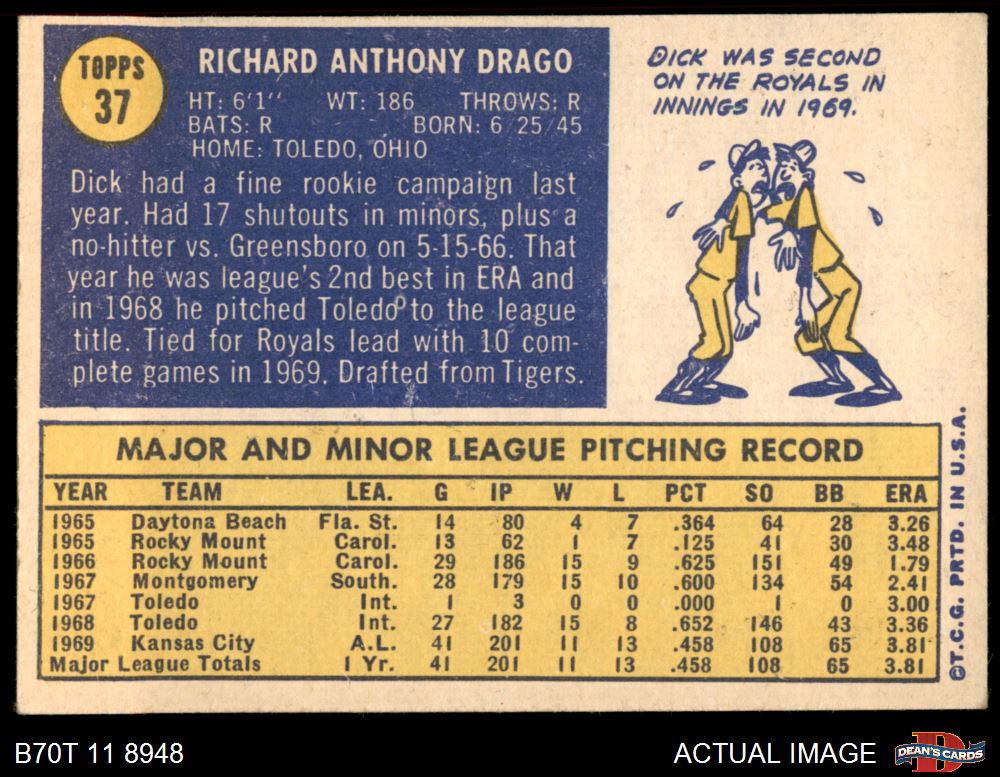 TOPPS
37
RICHARD ANTHONY DRAGO
HT: 6'1" WT: 186 THROWS: R
BATS: R BORN: 6/25/45
HOME: TOLEDO, OHIO
Dick had a fine rookie campaign last
year. Had 17 shutouts in minors, plus a
no-hitter vs. Greensboro on 5-15-66. That
year he was league's 2nd best in ERA and
in 1968 he pitched Toledo to the league
title. Tied for Royals lead with 10 com-
plete games in 1969. Drafted from Tigers.
DICK WAS SECOND
ON THE ROYALS IN
INNINGS IN 1969.
MAJOR AND MINOR LEAGUE PITCHING RECORD
YEAR TEAM LEA. G IP W L PCT SO BB ERA
1965 Daytona Beach Fla. St. 14 80 4 7 .364 64 28 3.26
1965 Rocky Mount Carol. 13 62 1 7 .125 41 30 3.48
1966 Rocky Mount Carol. 29 186 15 9 .625 151 49 1.79
1967 Montgomery South. 28 179 15 10 .600 134 54 2.41
1967 Toledo Int. 1 3 0 0 .000 1 0 3.00
1968 Toledo Int. 27 182 15 8 .652 146 43 3.36
1969 Kansas City A.L. 41 201 11 13 .458 108 65 3.81
Major League Totals 1 Yr. 41 201 11 13 .458 108 65 3.81
©T.C.G. PRTD. IN U.S.A.
B70T 11 8948
ACTUAL IMAGE
DEAN'S CARDS